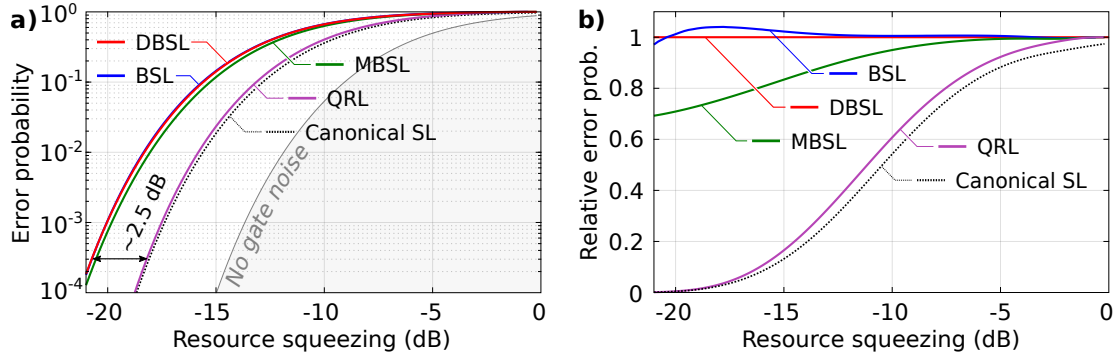 a)
Error probability
10⁰
10⁻¹
10⁻²
10⁻³
10⁻⁴
DBSL
BSL
MBSL
QRL
Canonical SL
~2.5 dB
No gate noise
-20
-15
-10
-5
0
Resource squeezing (dB)
b)
Relative error prob.
1
0.8
0.6
0.4
0.2
0
BSL
DBSL
MBSL
QRL
Canonical SL
-20
-15
-10
-5
0
Resource squeezing (dB)